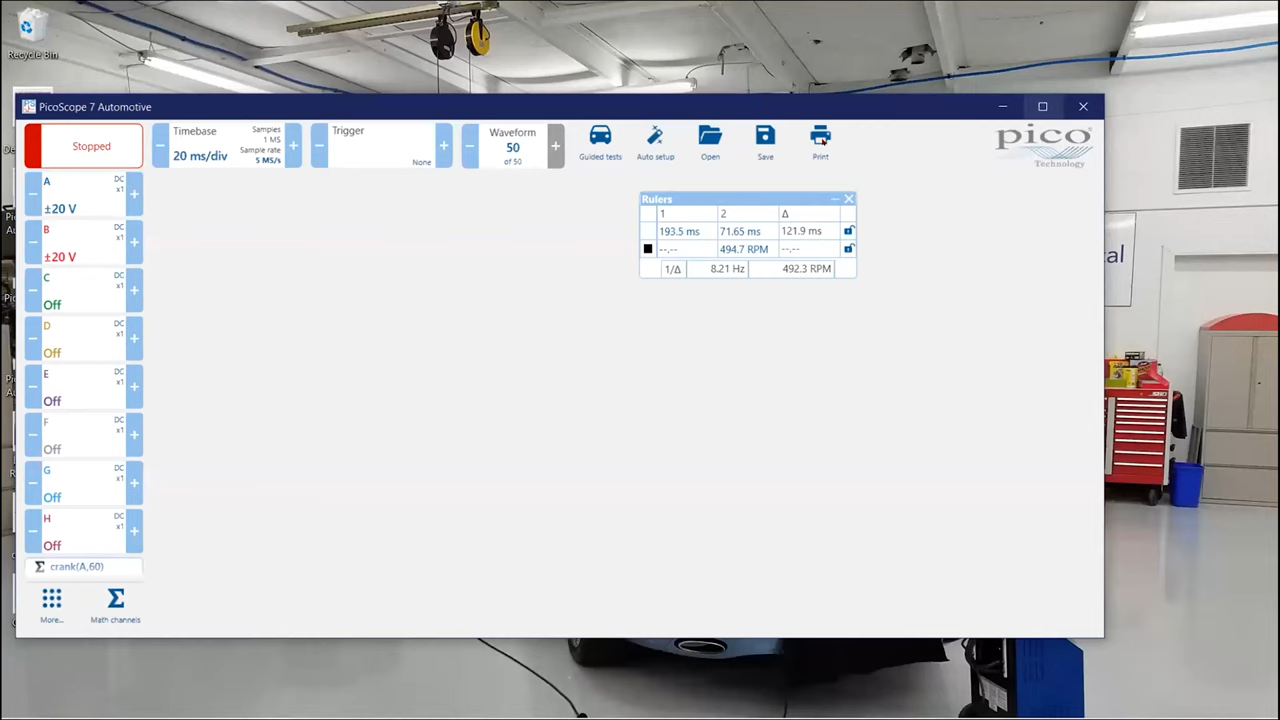 Recycle Bin
PicoScope 7 Automotive
Stopped
Timebase
20 ms/div
Samples
1 MS
Sample rate
5 MS/s
Trigger
None
Waveform
50
of 50
Guided tests
Auto setup
Open
Save
Print
pico
Technology
A
DC
x1
±20 V
B
DC
x1
±20 V
C
DC
x1
Off
D
DC
x1
Off
E
DC
x1
Off
F
DC
x1
Off
G
DC
x1
Off
H
DC
x1
Off
Σ crank(A,60)
More...
Σ
Math channels
Rulers
1 2 Δ
193.5 ms 71.65 ms 121.9 ms
--.-- 494.7 RPM --.--
1/Δ 8.21 Hz 492.3 RPM
al